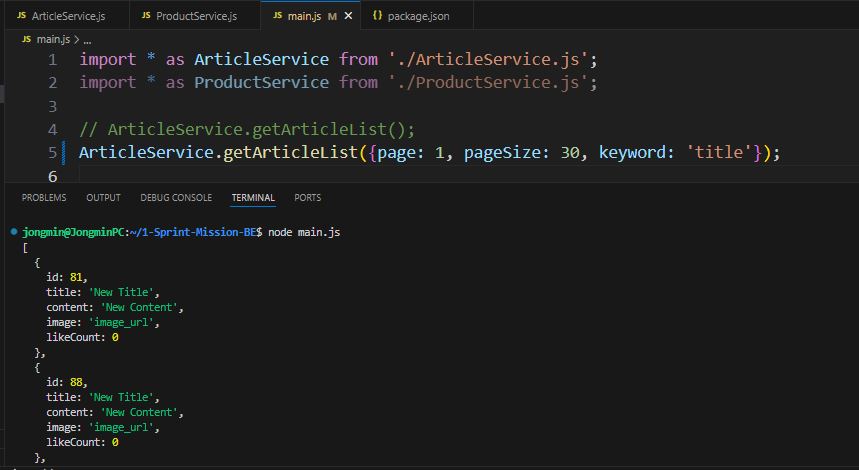 JS ArticleService.js JS ProductService.js JS main.js M × {} package.json
JS main.js > ...
1 import * as ArticleService from './ArticleService.js';
2 import * as ProductService from './ProductService.js';
3
4 // ArticleService.getArticleList();
5 ArticleService.getArticleList({page: 1, pageSize: 30, keyword: 'title'});
6
PROBLEMS OUTPUT DEBUG CONSOLE TERMINAL PORTS
jongmin@JongminPC:~/1-Sprint-Mission-BE$ node main.js
[
{
id: 81,
title: 'New Title',
content: 'New Content',
image: 'image_url',
likeCount: 0
},
{
id: 88,
title: 'New Title',
content: 'New Content',
image: 'image_url',
likeCount: 0
},